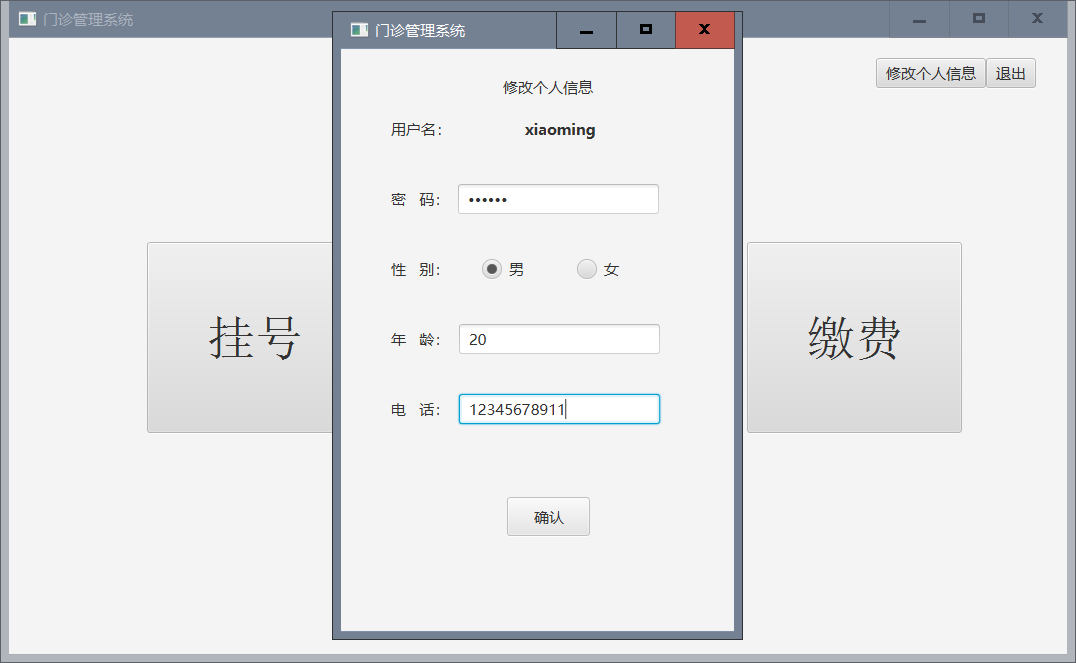 门诊管理系统
门诊管理系统
修改个人信息 退出
修改个人信息
用户名： xiaoming
密 码： ••••••
性 别： 男 女
挂号
缴费
年 龄： 20
电 话： 12345678911
确认